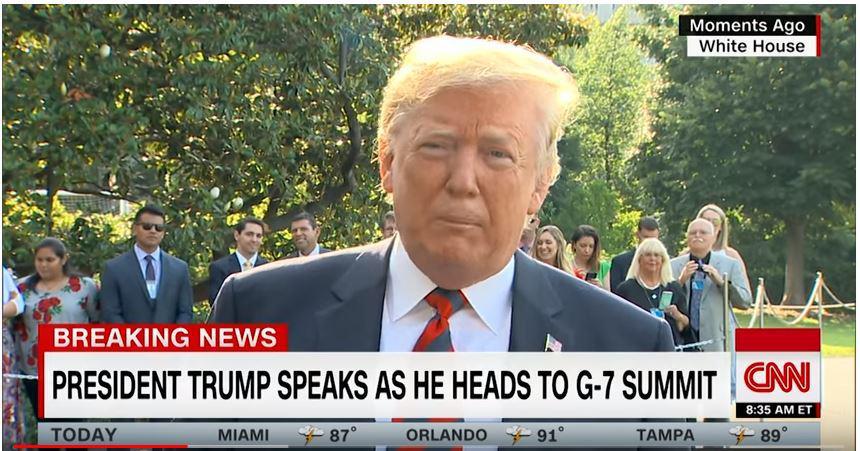 Moments Ago
White House
BREAKING NEWS
PRESIDENT TRUMP SPEAKS AS HE HEADS TO G-7 SUMMIT
CNN
8:35 AM ET
TODAY MIAMI 87° ORLANDO 91° TAMPA 89°